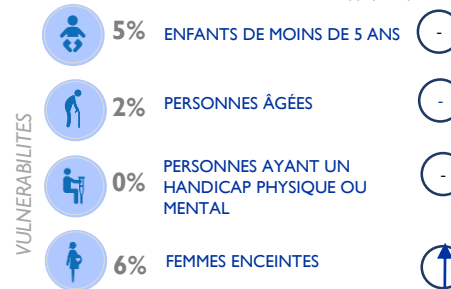 5% ENFANTS DE MOINS DE 5 ANS -
2% PERSONNES ÂGÉES -
VULNERABILITES
0% PERSONNES AYANT UN
HANDICAP PHYSIQUE OU
MENTAL
-
6% FEMMES ENCEINTES